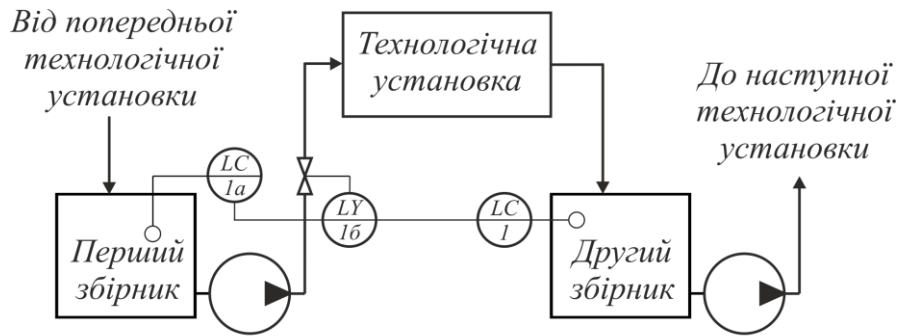 Від попередньої
технологічної
установки
Технологічна
установка
До наступної
технологічної
установки
LC
1а
LY
1б
LC
1
Перший
збірник
Другий
збірник